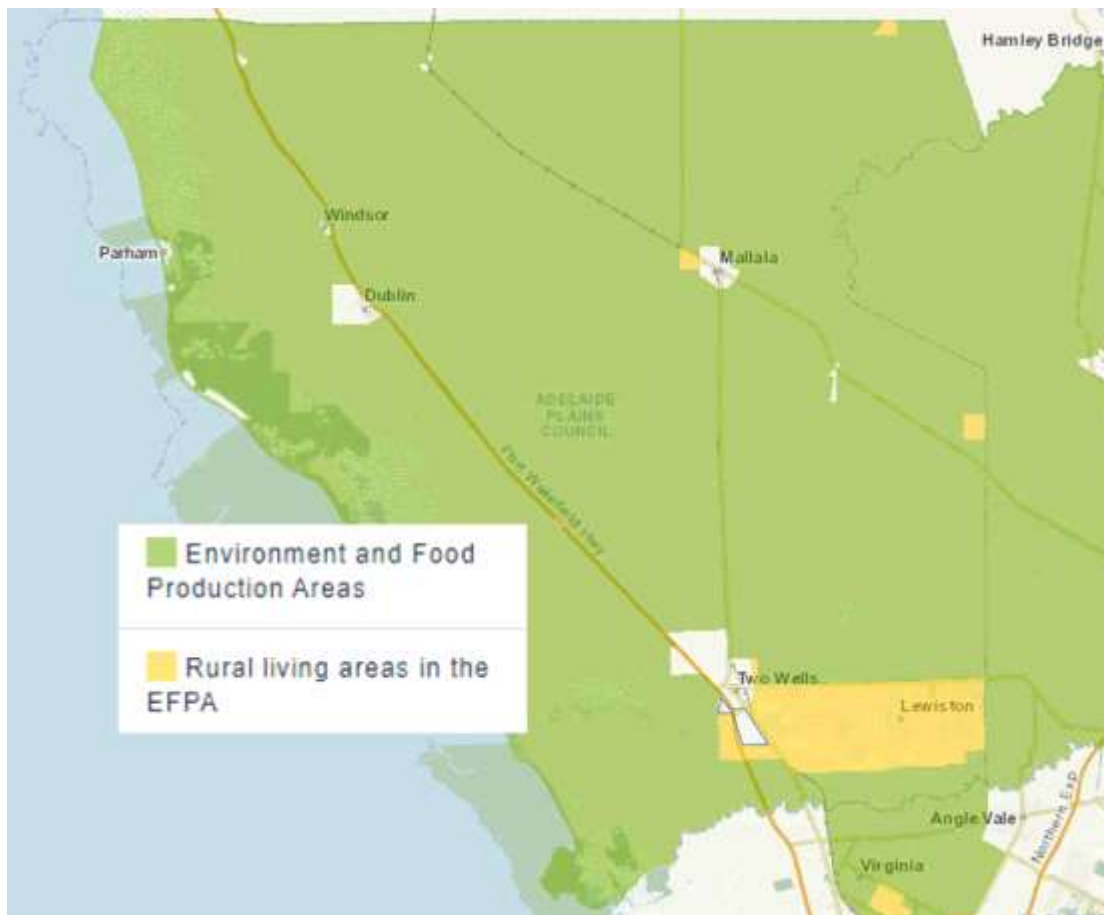 Hamley Bridge
Windsor
Parham
Mallala
Dublin
ADELAIDE
PLAINS
COUNCIL
Port Wakefield Hwy
Environment and Food
Production Areas
Rural living areas in the
EFPA
Two Wells
Lewiston
Angle Vale
Northern Exp
Virginia